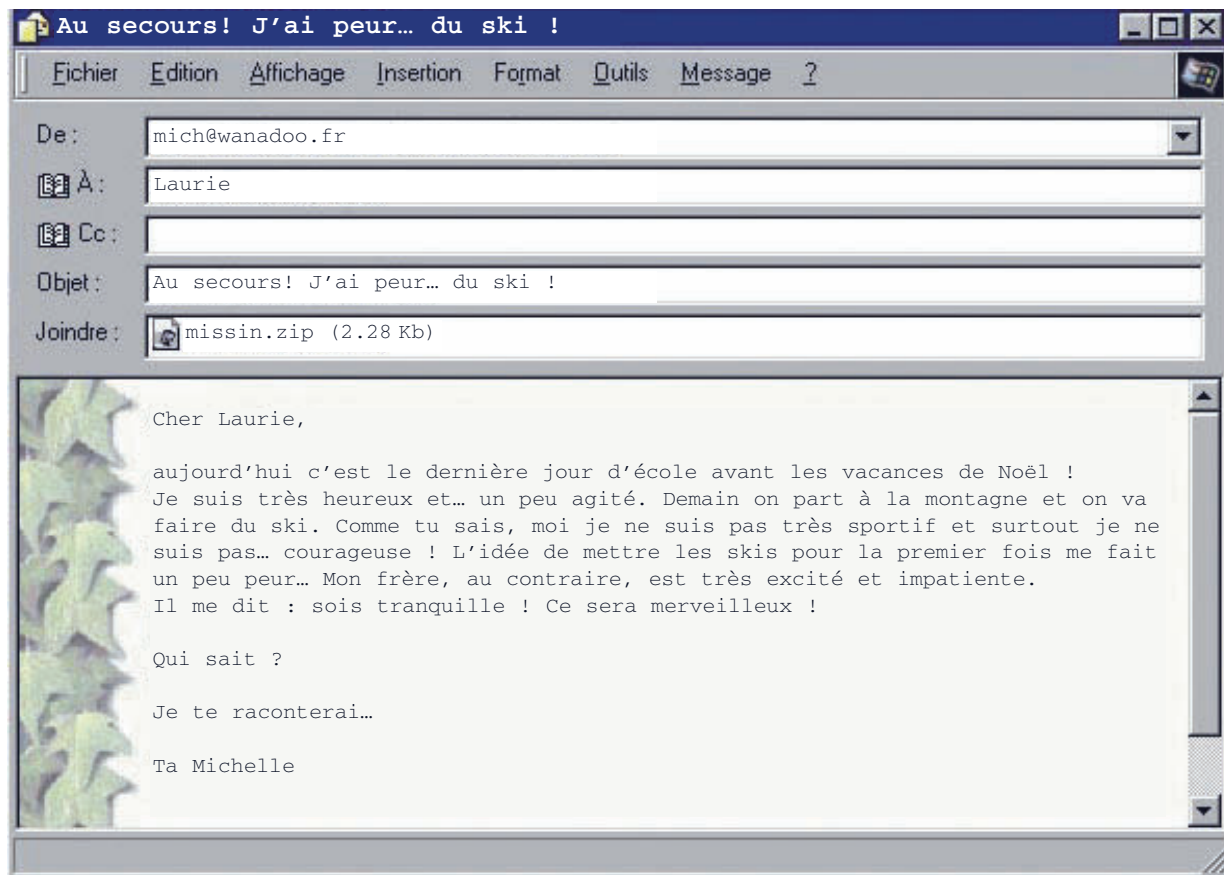 Au secours! J'ai peur… du ski !
Fichier Edition Affichage Insertion Format Outils Message ?
De : mich@wanadoo.fr
À : Laurie
Cc :
Objet : Au secours! J'ai peur… du ski !
Joindre : missin.zip (2.28 Kb)
Cher Laurie,
aujourd'hui c'est le dernière jour d'école avant les vacances de Noël !
Je suis très heureux et… un peu agité. Demain on part à la montagne et on va
faire du ski. Comme tu sais, moi je ne suis pas très sportif et surtout je ne
suis pas… courageuse ! L'idée de mettre les skis pour la premier fois me fait
un peu peur… Mon frère, au contraire, est très excité et impatiente.
Il me dit : sois tranquille ! Ce sera merveilleux !
Qui sait ?
Je te raconterai…
Ta Michelle